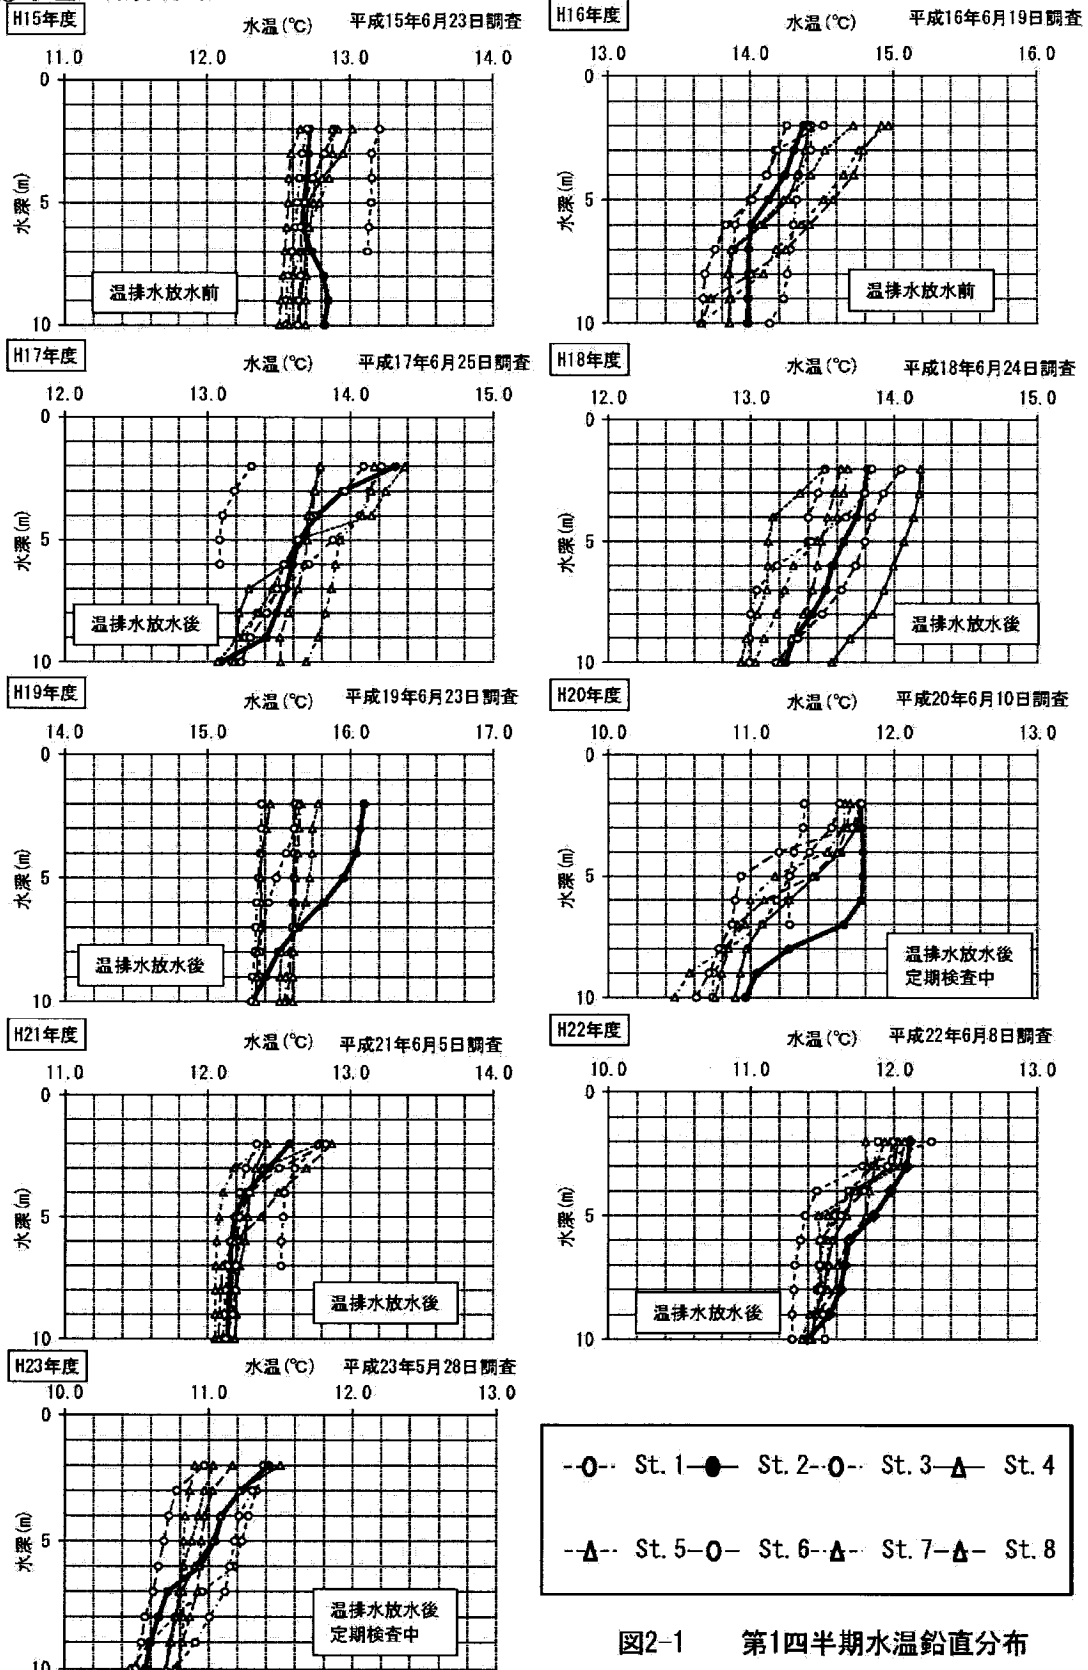 H15年度
水温(℃) 平成15年6月23日調査
11.0 12.0 13.0 14.0
0
5
10
水深(m)
温排水放水前
H16年度
水温(℃) 平成16年6月19日調査
13.0 14.0 15.0 16.0
0
5
10
水深(m)
温排水放水前
H17年度
水温(℃) 平成17年6月25日調査
12.0 13.0 14.0 15.0
0
5
10
水深(m)
温排水放水後
H18年度
水温(℃) 平成18年6月24日調査
12.0 13.0 14.0 15.0
0
5
10
水深(m)
温排水放水後
H19年度
水温(℃) 平成19年6月23日調査
14.0 15.0 16.0 17.0
0
5
10
水深(m)
温排水放水後
H20年度
水温(℃) 平成20年6月10日調査
10.0 11.0 12.0 13.0
0
5
10
水深(m)
温排水放水後
定期検査中
H21年度
水温(℃) 平成21年6月5日調査
11.0 12.0 13.0 14.0
0
5
10
水深(m)
温排水放水後
H22年度
水温(℃) 平成22年6月8日調査
10.0 11.0 12.0 13.0
0
5
10
水深(m)
温排水放水後
H23年度
水温(℃) 平成23年5月28日調査
10.0 11.0 12.0 13.0
0
5
10
水深(m)
温排水放水後
定期検査中
St. 1 St. 2 St. 3 St. 4
St. 5 St. 6 St. 7 St. 8
図2-1 第1四半期水温鉛直分布